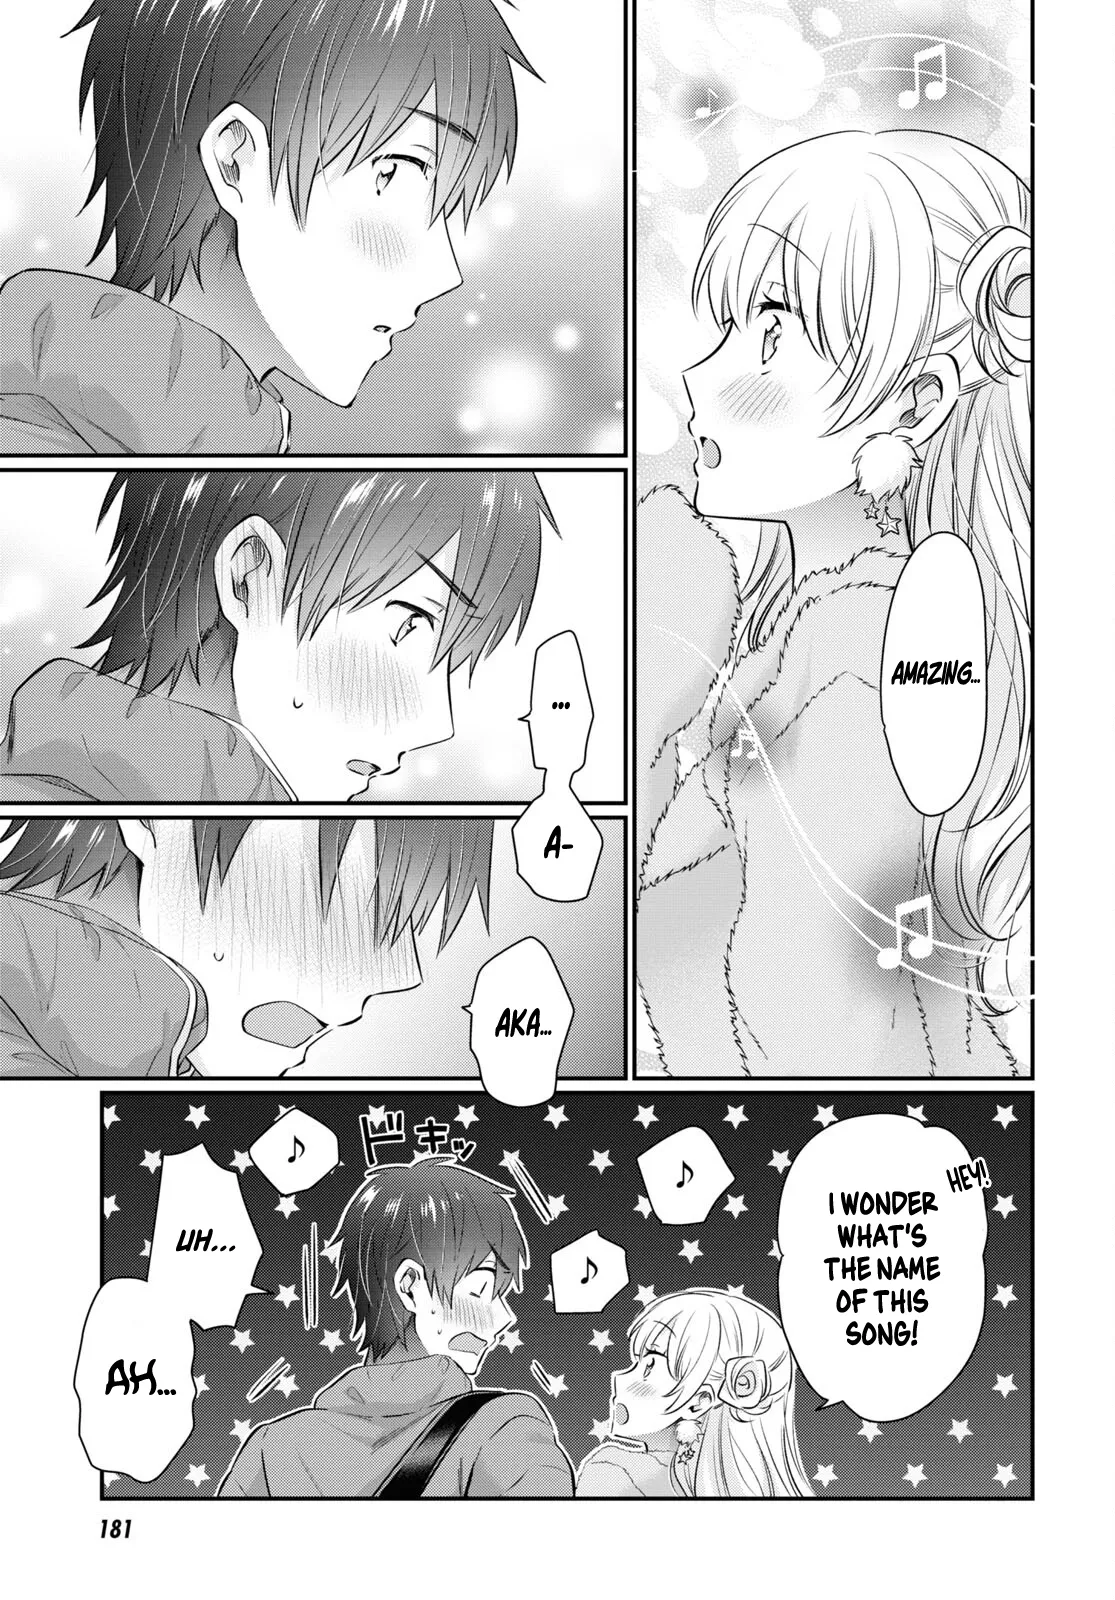 AMAZING...
...
A-
AKA...
HEY!
I WONDER
WHAT'S
THE NAME
OF THIS
SONG!
ドキッ
UH...
AH...
181